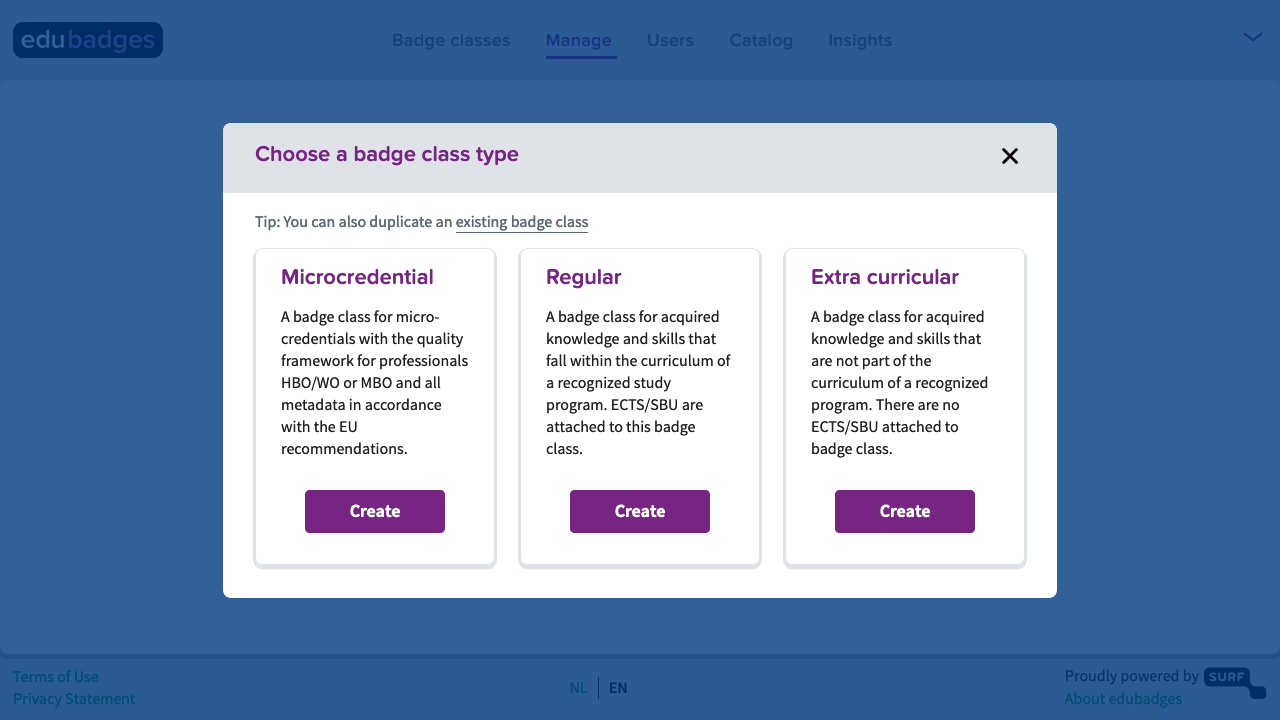 edubadges
Badge classes Manage Users Catalog Insights
Choose a badge class type
Tip: You can also duplicate an existing badge class
Microcredential
A badge class for micro-
credentials with the quality
framework for professionals
HBO/WO or MBO and all
metadata in accordance
with the EU
recommendations.
Create
Regular
A badge class for acquired
knowledge and skills that
fall within the curriculum of
a recognized study
program. ECTS/SBU are
attached to this badge
class.
Create
Extra curricular
A badge class for acquired
knowledge and skills that
are not part of the
curriculum of a recognized
program. There are no
ECTS/SBU attached to
badge class.
Create
Terms of Use
Privacy Statement
NL EN
Proudly powered by SURF
About edubadges